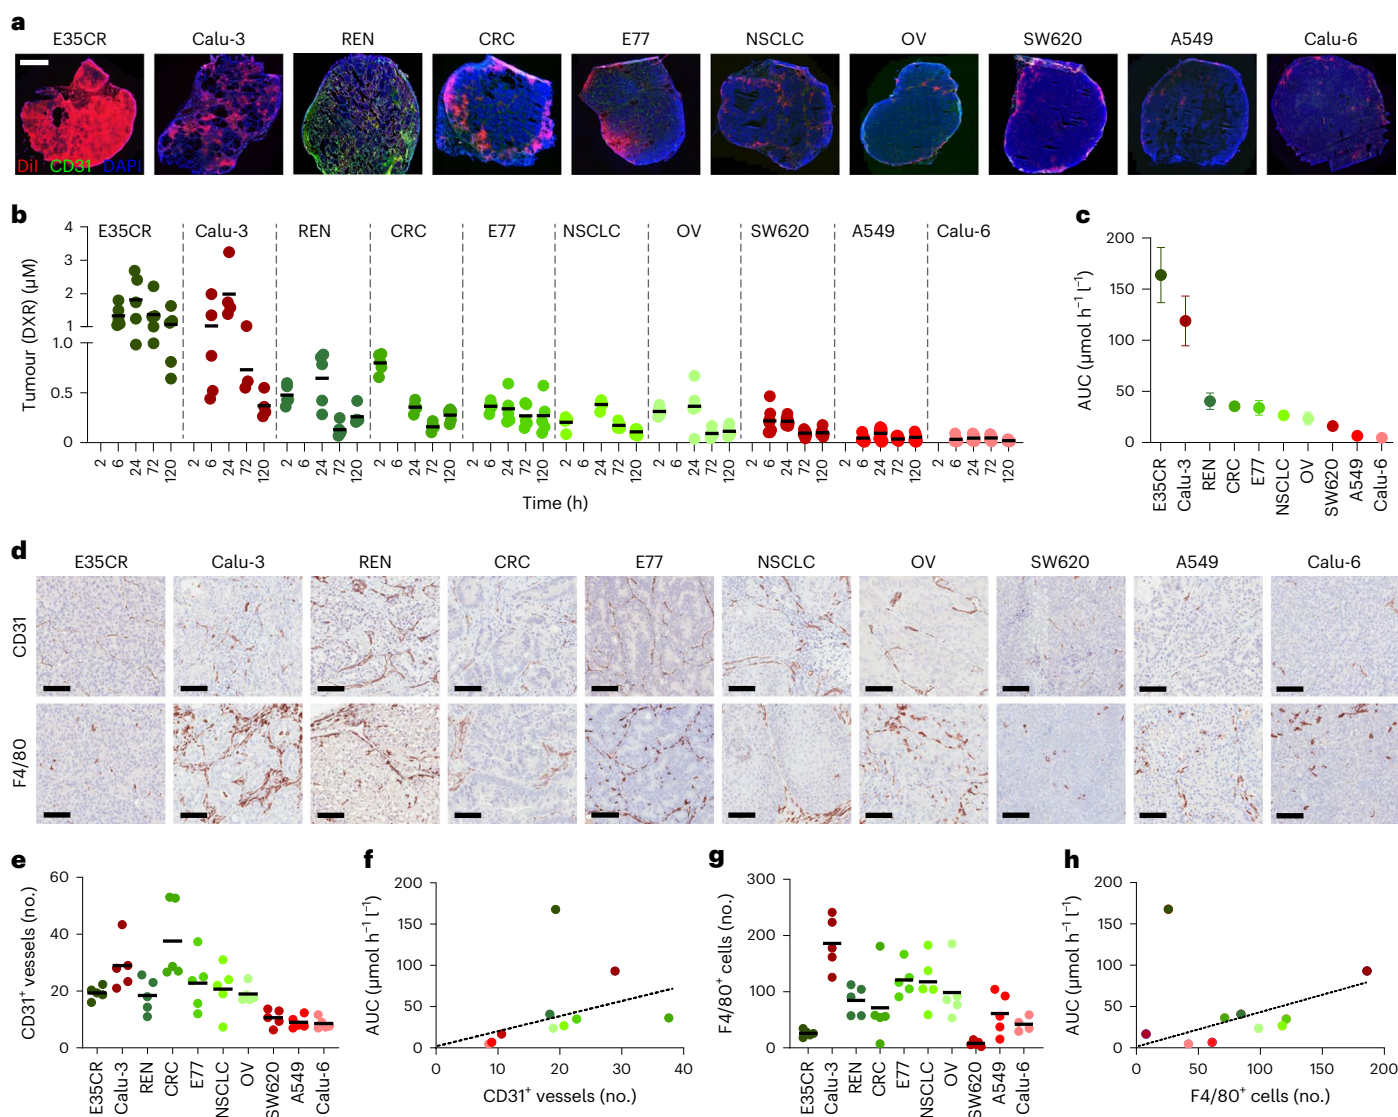 a
E35CR Calu-3 REN CRC E77 NSCLC OV SW620 A549 Calu-6
DiI CD31 DAPI
b
E35CR Calu-3 REN CRC E77 NSCLC OV SW620 A549 Calu-6
Tumour (DXR) (μM)
4
3
2
1
1.0
0.5
0
2 6 24 72 120 2 6 24 72 120 2 6 24 72 120 2 6 24 72 120 2 6 24 72 120 2 6 24 72 120 2 6 24 72 120 2 6 24 72 120 2 6 24 72 120 2 6 24 72 120
Time (h)
c
AUC (μmol h⁻¹ l⁻¹)
200
150
100
50
0
E35CR Calu-3 REN CRC E77 NSCLC OV SW620 A549 Calu-6
d
E35CR Calu-3 REN CRC E77 NSCLC OV SW620 A549 Calu-6
CD31
F4/80
e
CD31⁺ vessels (no.)
60
40
20
0
E35CR Calu-3 REN CRC E77 NSCLC OV SW620 A549 Calu-6
f
AUC (μmol h⁻¹ l⁻¹)
200
150
100
50
0
0 10 20 30 40
CD31⁺ vessels (no.)
g
F4/80⁺ cells (no.)
300
200
100
0
E35CR Calu-3 REN CRC E77 NSCLC OV SW620 A549 Calu-6
h
AUC (μmol h⁻¹ l⁻¹)
200
150
100
50
0
0 50 100 150 200
F4/80⁺ cells (no.)